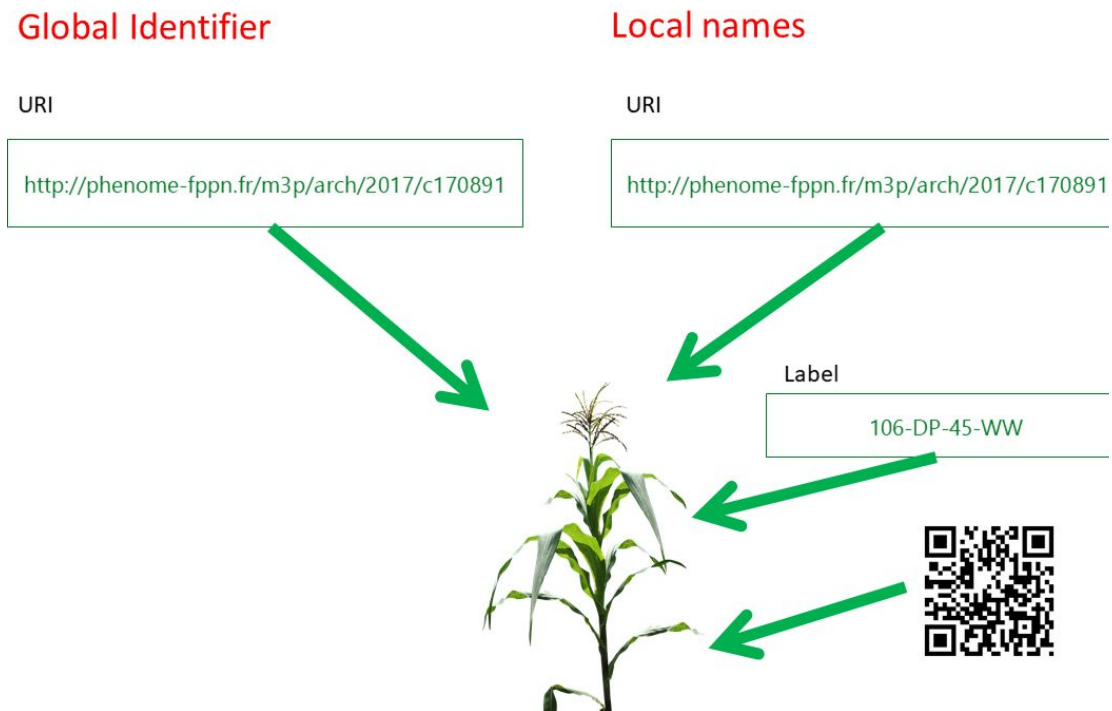 Global Identifier
Local names
URI
URI
http://phenome-fppn.fr/m3p/arch/2017/c170891
http://phenome-fppn.fr/m3p/arch/2017/c170891
Label
106-DP-45-WW